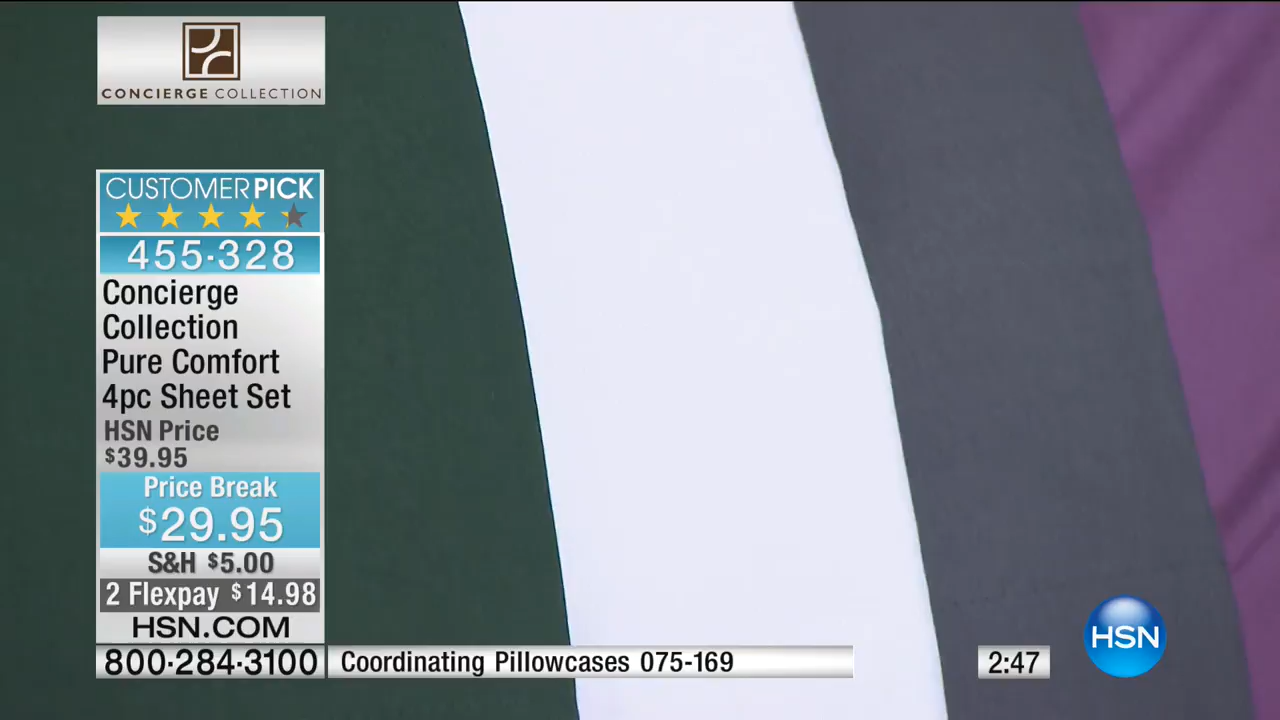 CONCIERGE COLLECTION
CUSTOMER PICK
455·328
Concierge
Collection
Pure Comfort
4pc Sheet Set
HSN Price
$39.95
Price Break
$29.95
S&H $5.00
2 Flexpay $14.98
HSN.COM
800·284·3100
Coordinating Pillowcases 075-169
2:47
HSN